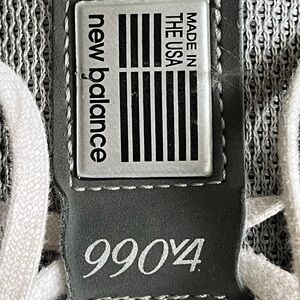 MADE IN
THE USA
new balance
990v4